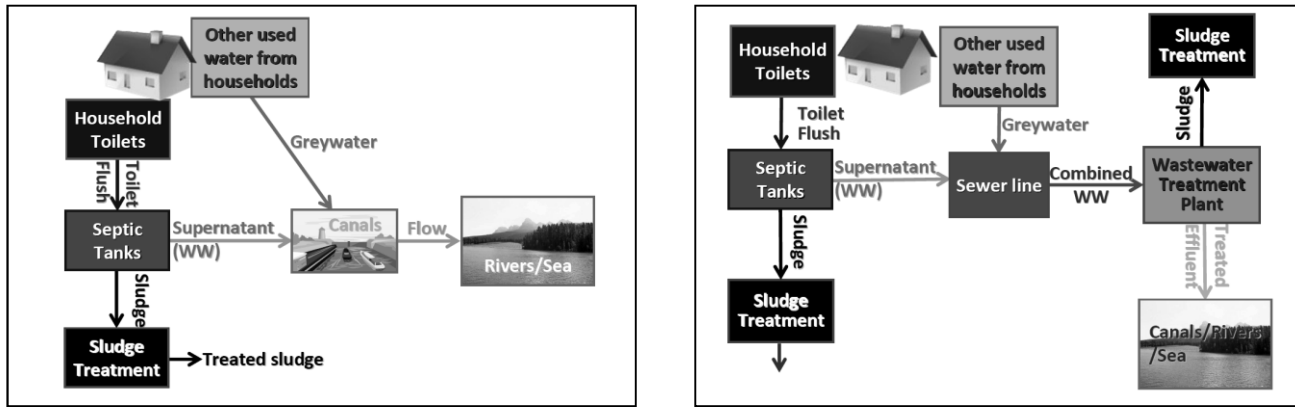 Other used
water from
households
Household
Toilets
Greywater
Toilet
Flush
Septic
Tanks
Supernatant
(WW)
Canals
Flow
Rivers/Sea
Sludge
Sludge
Treatment
Treated sludge
Household
Toilets
Other used
water from
households
Sludge
Treatment
Toilet
Flush
Greywater
Sludge
Septic
Tanks
Supernatant
(WW)
Sewer line
Combined
WW
Wastewater
Treatment
Plant
Sludge
Treated
Effluent
Sludge
Treatment
Canals/Rivers
/Sea